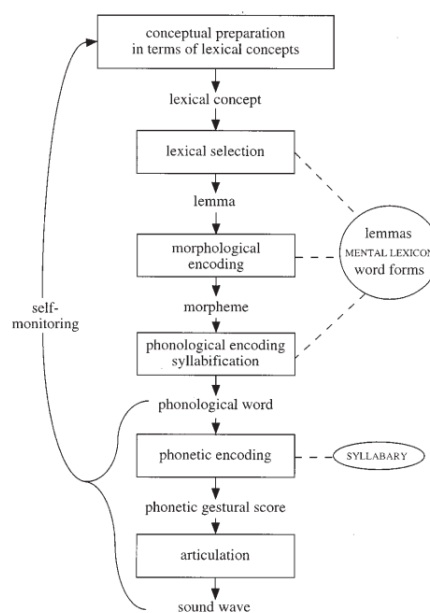 conceptual preparation
in terms of lexical concepts
lexical concept
lexical selection
lemma
lemmas
MENTAL LEXICON
word forms
morphological
encoding
morpheme
self-
monitoring
phonological encoding
syllabification
phonological word
phonetic encoding
SYLLABARY
phonetic gestural score
articulation
sound wave